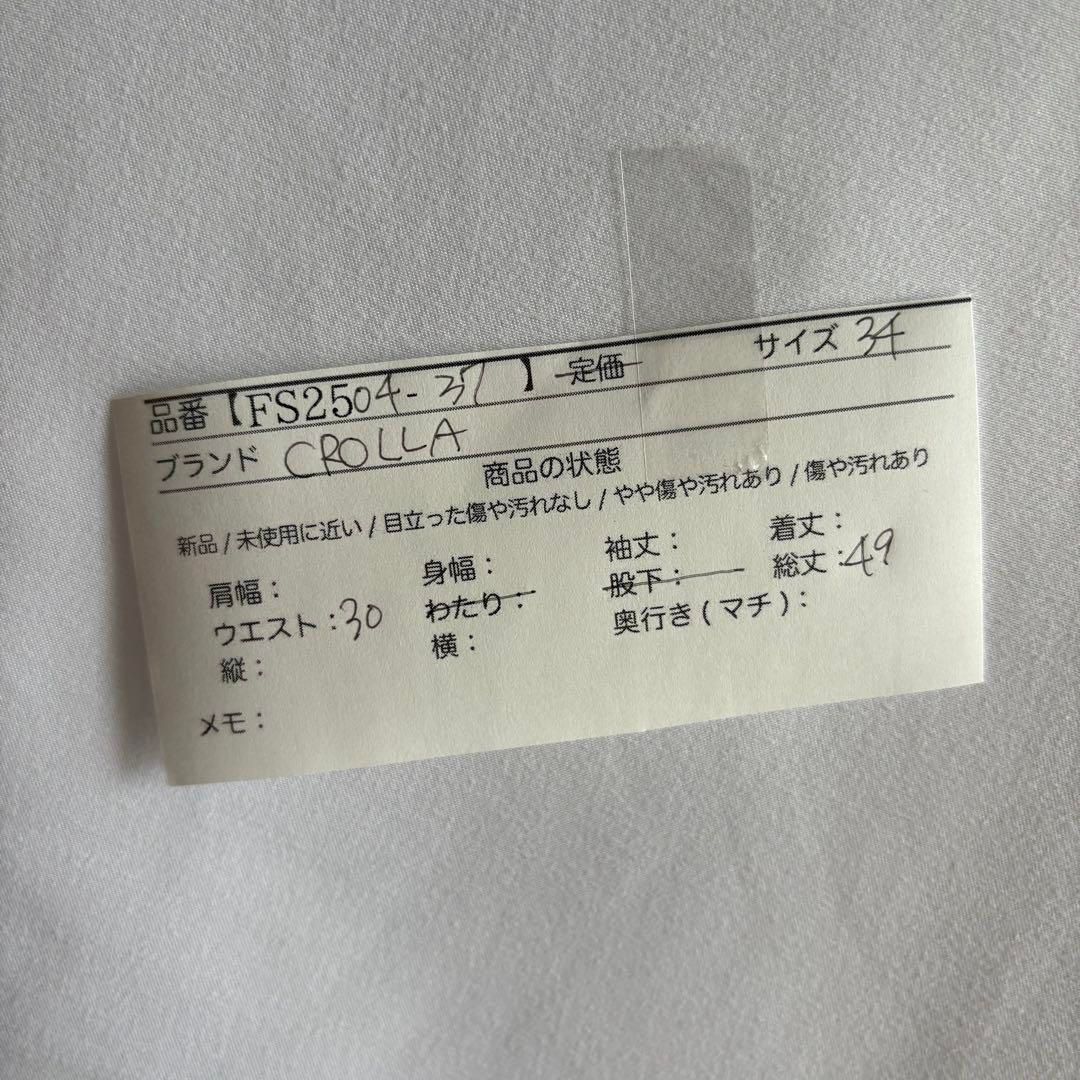 品番【FS2504-37】 定価 サイズ 34
ブランド CROLLA
商品の状態
新品 / 未使用に近い / 目立った傷や汚れなし / やや傷や汚れあり / 傷や汚れあり
肩幅： 身幅： 袖丈： 着丈：
ウエスト：30 わたり： 股下： 総丈：49
縦： 横： 奥行き(マチ)：
メモ：